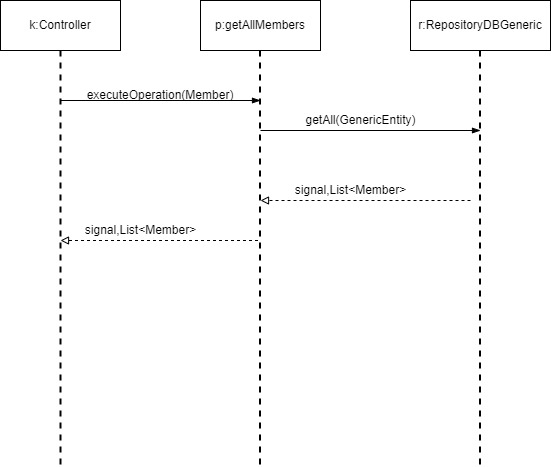 k:Controller
p:getAllMembers
r:RepositoryDBGeneric
executeOperation(Member)
getAll(GenericEntity)
signal,List<Member>
signal,List<Member>